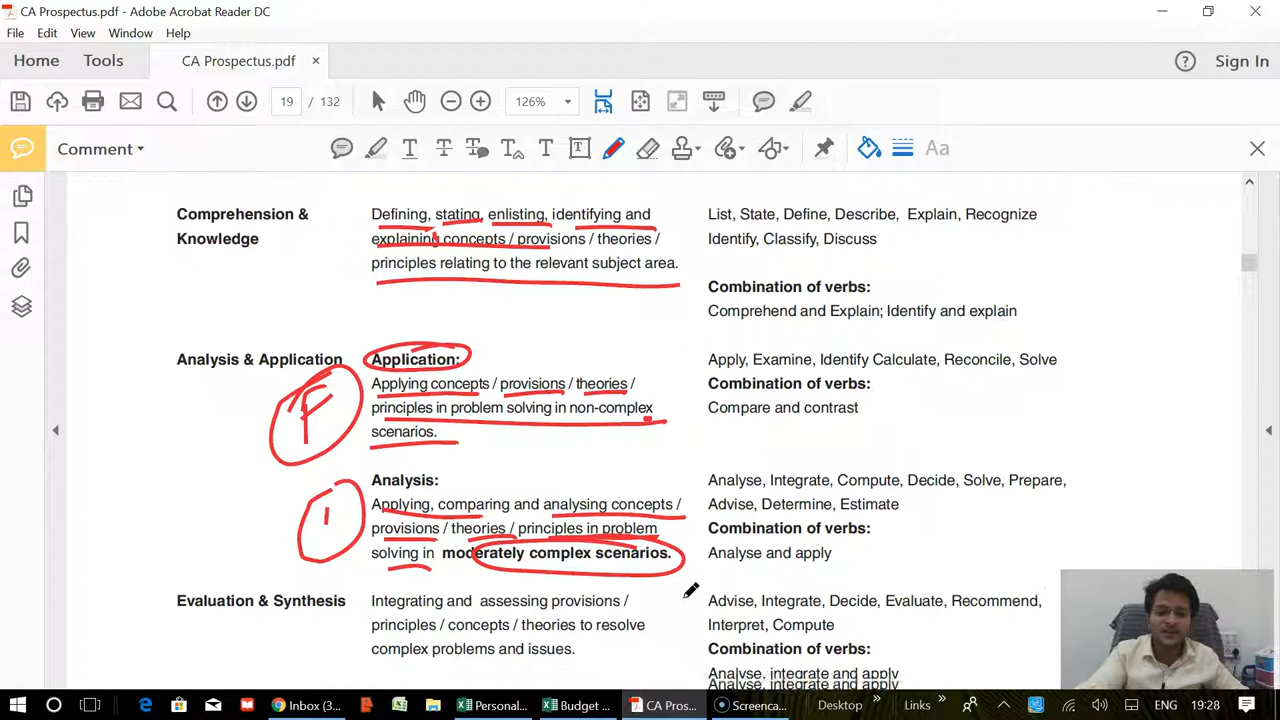 CA Prospectus.pdf - Adobe Acrobat Reader DC
File Edit View Window Help
Home Tools CA Prospectus.pdf × Sign In
19 / 132 126%
Comment Aa
Comprehension & Defining, stating, enlisting, identifying and List, State, Define, Describe, Explain, Recognize
Knowledge explaining concepts / provisions / theories / Identify, Classify, Discuss
principles relating to the relevant subject area.
Combination of verbs:
Comprehend and Explain; Identify and explain
Analysis & Application Application: Apply, Examine, Identify Calculate, Reconcile, Solve
Applying concepts / provisions / theories / Combination of verbs:
principles in problem solving in non-complex Compare and contrast
scenarios.
F
Analysis: Analyse, Integrate, Compute, Decide, Solve, Prepare,
Applying, comparing and analysing concepts / Advise, Determine, Estimate
I
provisions / theories / principles in problem Combination of verbs:
solving in moderately complex scenarios. Analyse and apply
Evaluation & Synthesis Integrating and assessing provisions / Advise, Integrate, Decide, Evaluate, Recommend,
principles / concepts / theories to resolve Interpret, Compute
complex problems and issues. Combination of verbs:
Analyse, integrate and apply
Analyse, integrate and apply
Inbox (3... Personal... Budget ... CA Pros... Screenca... Desktop » Links » ENG 19:28